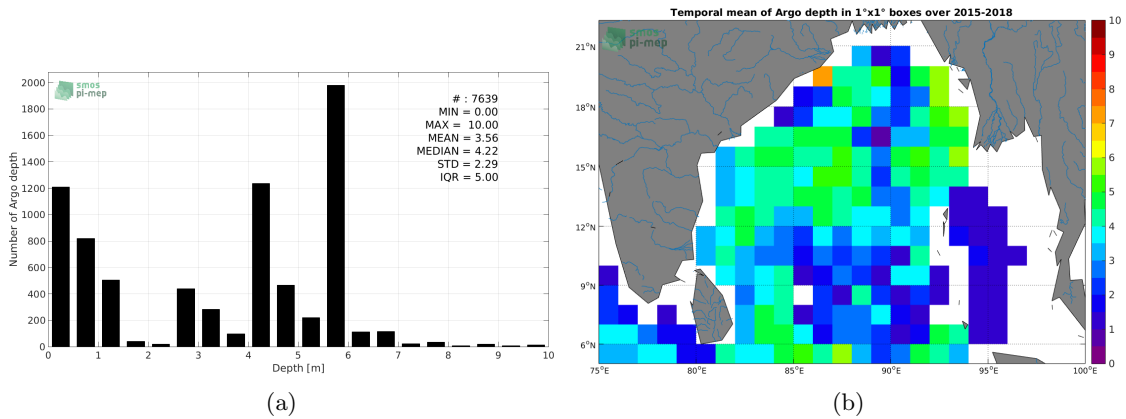 smos
pi-mep
# : 7639
MIN = 0.00
MAX = 10.00
MEAN = 3.56
MEDIAN = 4.22
STD = 2.29
IQR = 5.00
Number of Argo depth
2000
1800
1600
1400
1200
1000
800
600
400
200
0
0 1 2 3 4 5 6 7 8 9 10
Depth [m]
(a)
Temporal mean of Argo depth in 1°x1° boxes over 2015-2018
smos
pi-mep
21°N
18°N
15°N
12°N
9°N
6°N
75°E 80°E 85°E 90°E 95°E 100°E
10
9
8
7
6
5
4
3
2
1
0
(b)